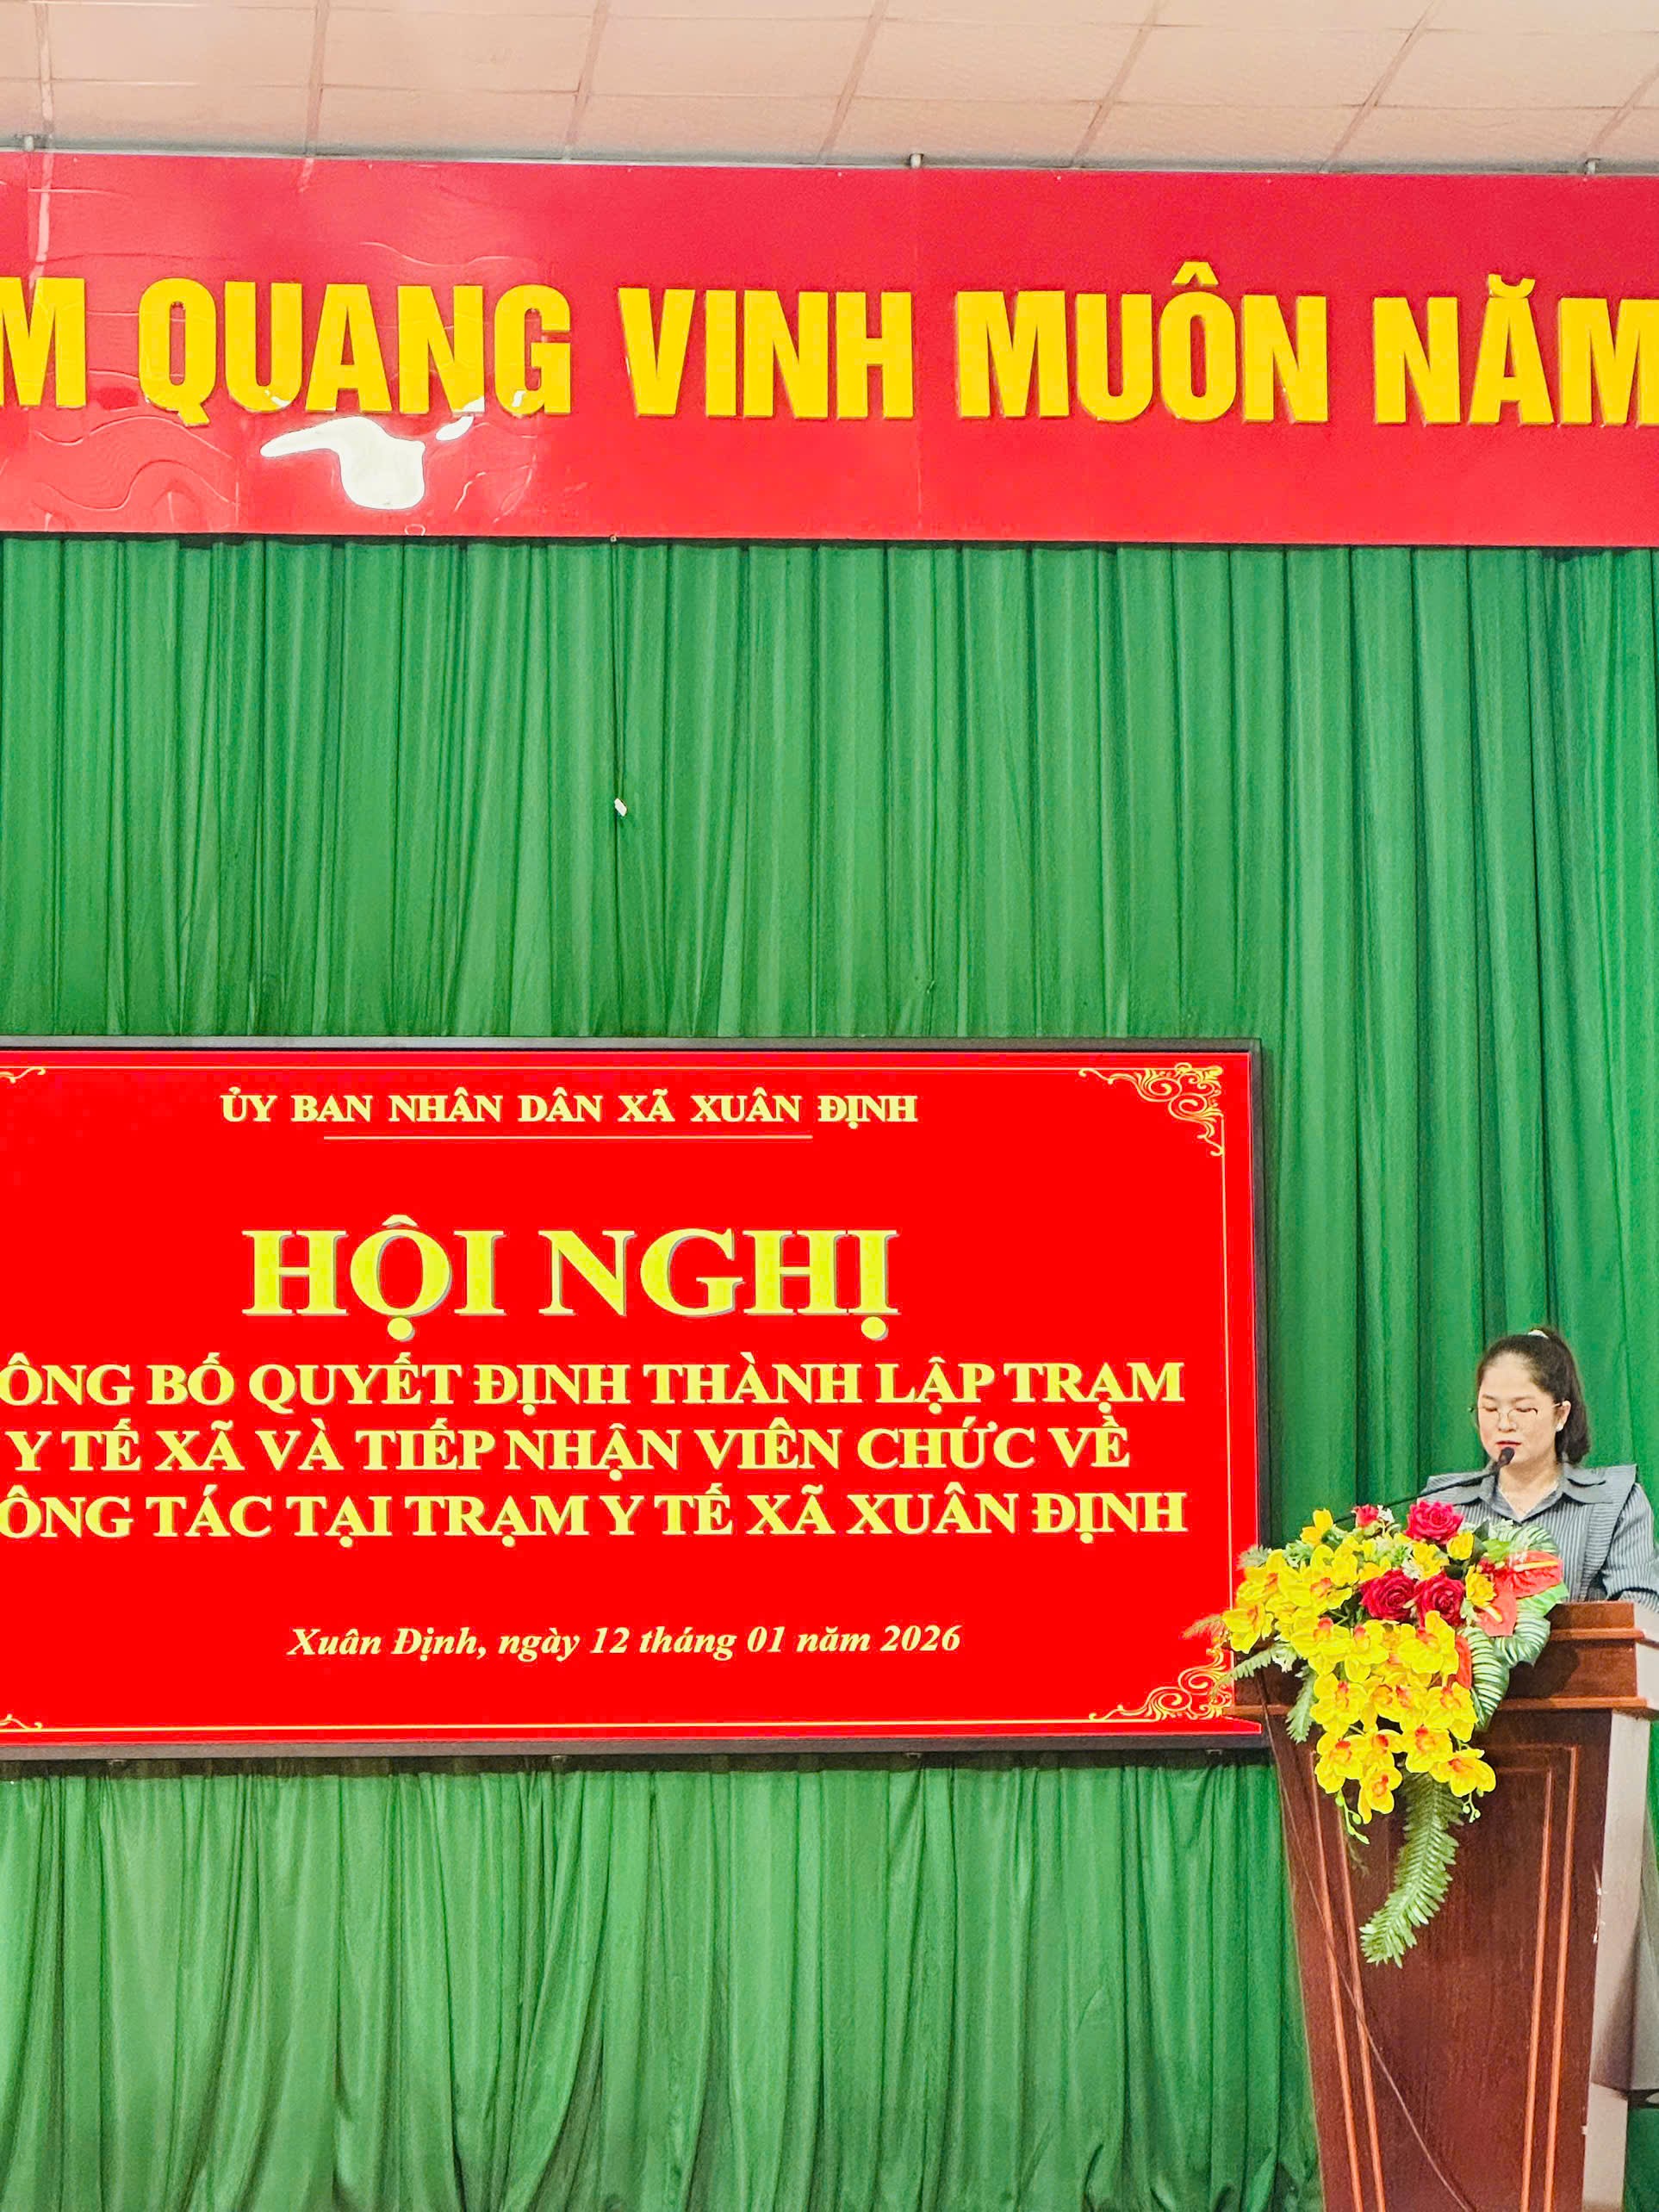 M QUANG VINH MUÔN NĂM
ỦY BAN NHÂN DÂN XÃ XUÂN ĐỊNH
HỘI NGHỊ
ÔNG BỐ QUYẾT ĐỊNH THÀNH LẬP TRẠM
Y TẾ XÃ VÀ TIẾP NHẬN VIÊN CHỨC VỀ
ÔNG TÁC TẠI TRẠM Y TẾ XÃ XUÂN ĐỊNH
Xuân Định, ngày 12 tháng 01 năm 2026